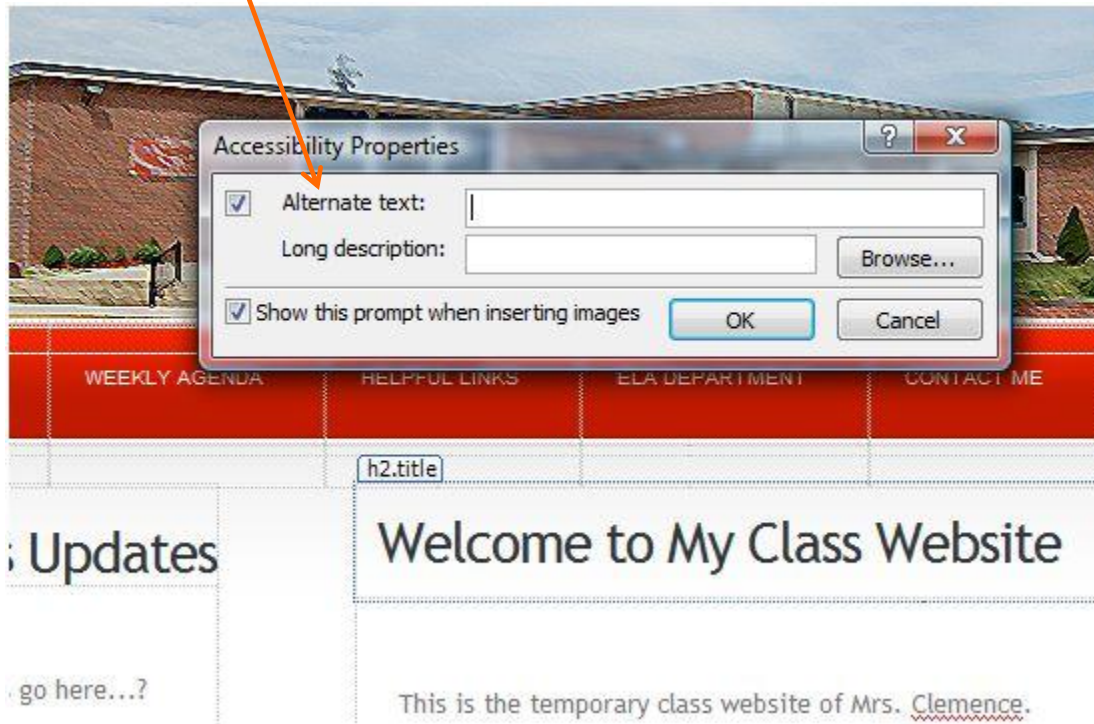 Accessibility Properties
Alternate text:
Long description:
Browse...
Show this prompt when inserting images
OK
Cancel
WEEKLY AGENDA
HELPFUL LINKS
ELA DEPARTMENT
CONTACT ME
h2.title
Updates
Welcome to My Class Website
go here...?
This is the temporary class website of Mrs. Clemence.